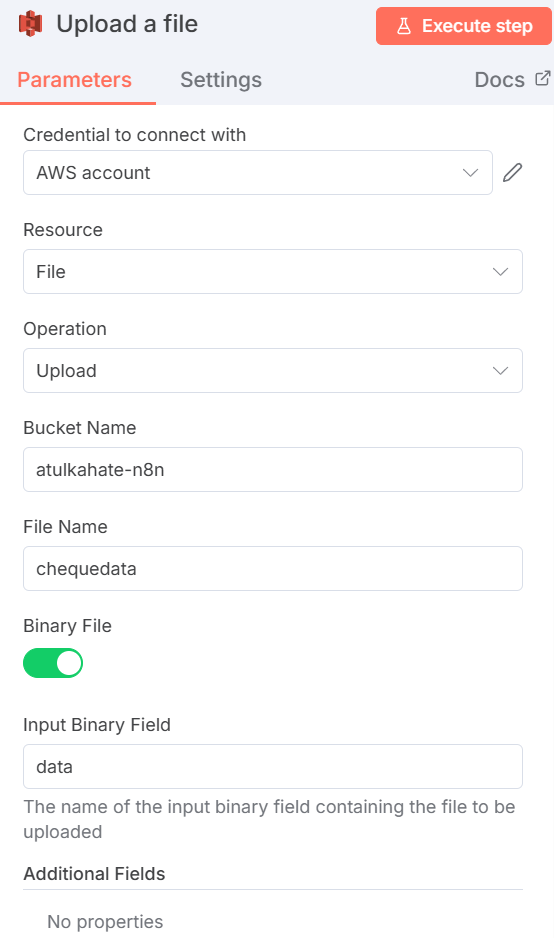 Upload a file
Execute step
Parameters
Settings
Docs
Credential to connect with
AWS account
Resource
File
Operation
Upload
Bucket Name
atulkahate-n8n
File Name
chequedata
Binary File
Input Binary Field
data
The name of the input binary field containing the file to be
uploaded
Additional Fields
No properties